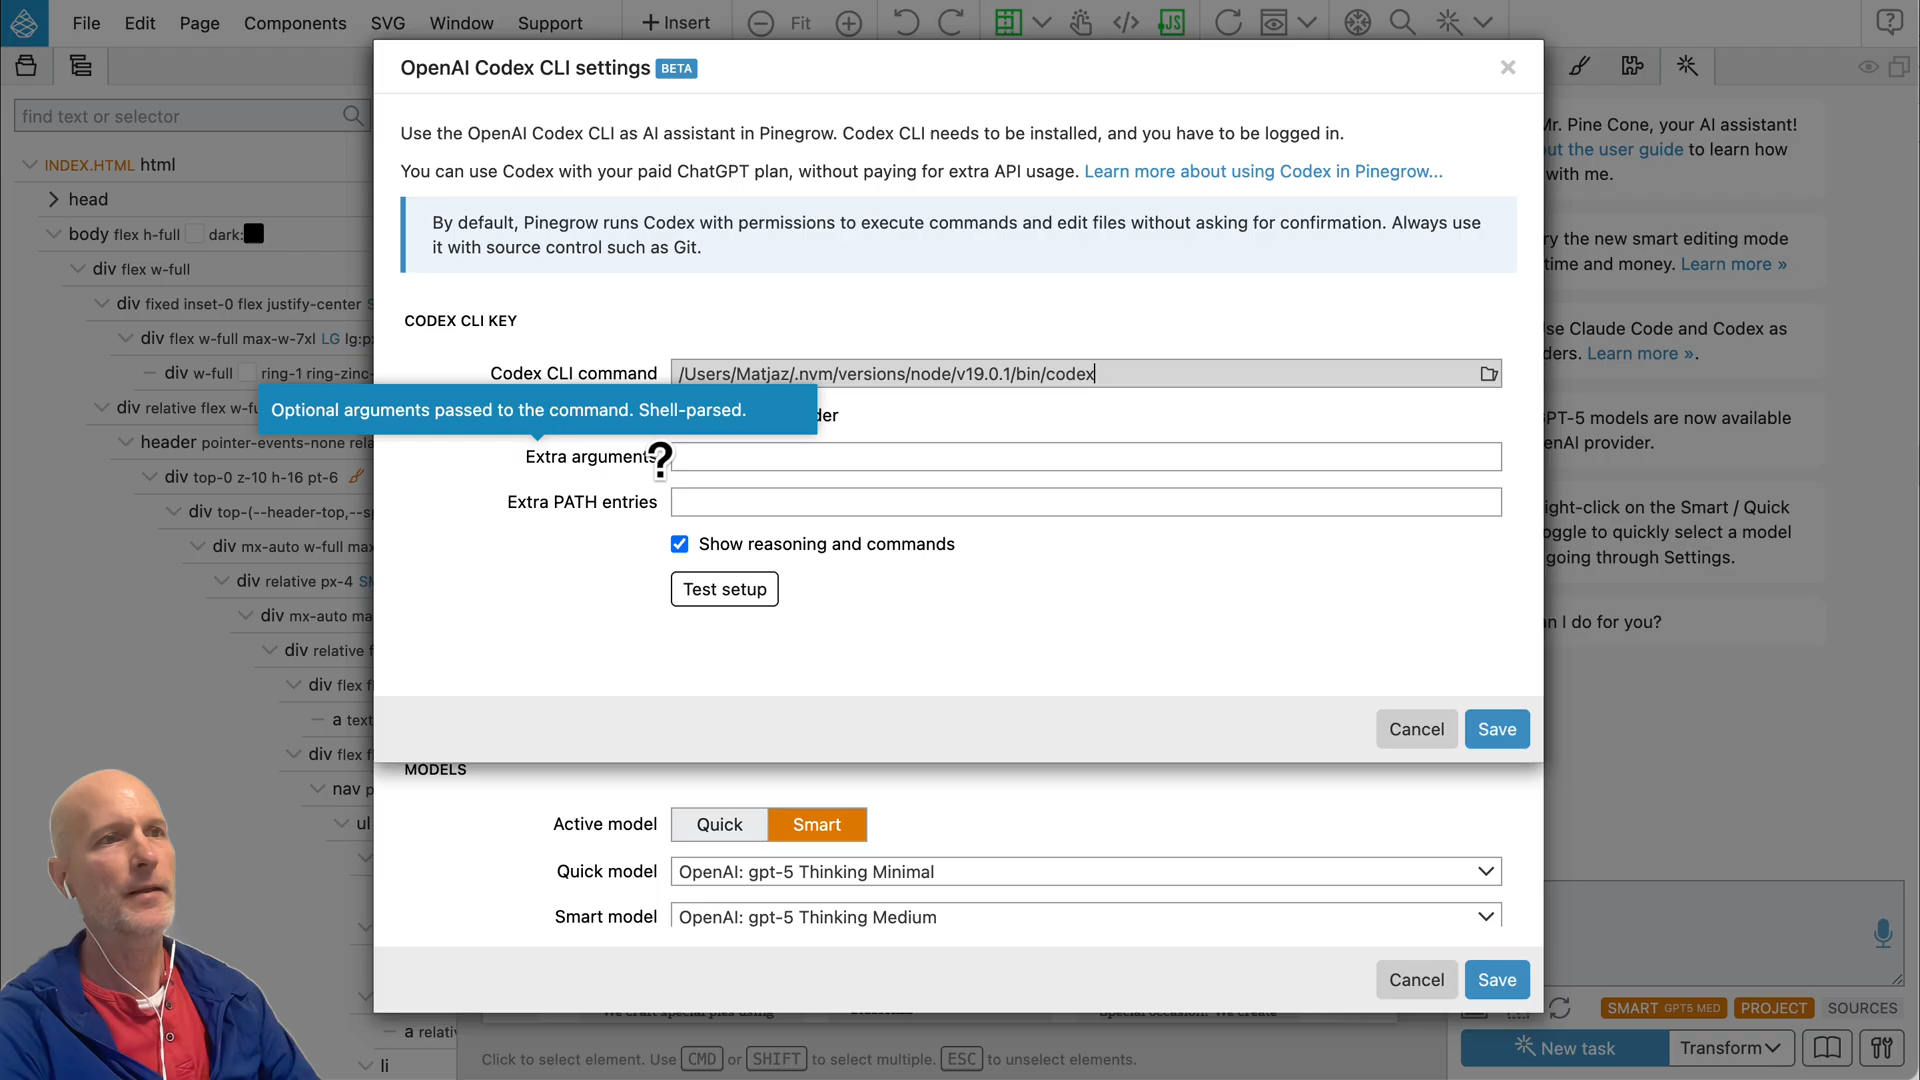 File Edit Page Components SVG Window Support
+ Insert
Fit
JS
OpenAI Codex CLI settings BETA
Use the OpenAI Codex CLI as AI assistant in Pinegrow. Codex CLI needs to be installed, and you have to be logged in.
You can use Codex with your paid ChatGPT plan, without paying for extra API usage. Learn more about using Codex in Pinegrow...
By default, Pinegrow runs Codex with permissions to execute commands and edit files without asking for confirmation. Always use
it with source control such as Git.
CODEX CLI KEY
Codex CLI command /Users/Matjaz/.nvm/versions/node/v19.0.1/bin/codex
Optional arguments passed to the command. Shell-parsed.
der
Extra arguments
Extra PATH entries
Show reasoning and commands
Test setup
Cancel Save
MODELS
Active model Quick Smart
Quick model OpenAI: gpt-5 Thinking Minimal
Smart model OpenAI: gpt-5 Thinking Medium
Cancel Save
find text or selector
INDEX.HTML html
head
body flex h-full dark:
div flex w-full
div fixed inset-0 flex justify-center
div flex w-full max-w-7xl LG lg:p
div w-full ring-1 ring-zinc-
div relative flex w-fu
header pointer-events-none rela
div top-0 z-10 h-16 pt-6
div top-(--header-top,--sp
div mx-auto w-full max
div relative px-4 SM
div mx-auto ma
div relative f
div flex f
a text
div flex f
nav p
ul
a relativ
li
Mr. Pine Cone, your AI assistant!
out the user guide to learn how
with me.
ry the new smart editing mode
time and money. Learn more »
se Claude Code and Codex as
ders. Learn more ».
PT-5 models are now available
enAI provider.
ight-click on the Smart / Quick
oggle to quickly select a model
going through Settings.
n I do for you?
SMART GPT5 MED PROJECT SOURCES
New task Transform
Click to select element. Use CMD or SHIFT to select multiple. ESC to unselect elements.